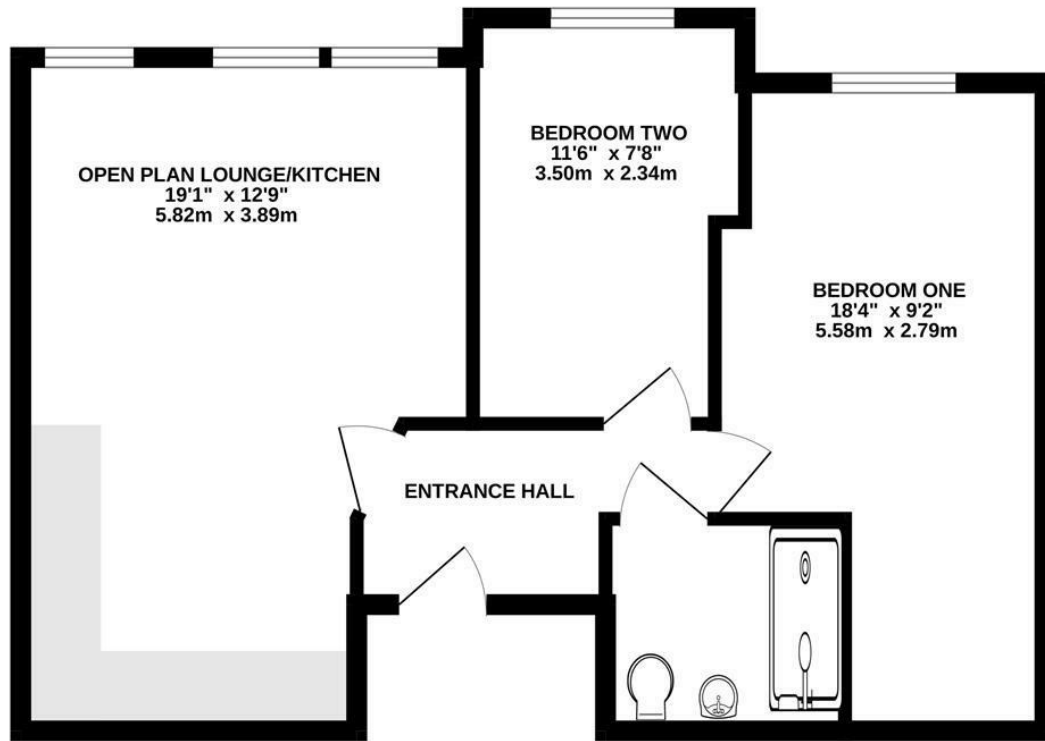 OPEN PLAN LOUNGE/KITCHEN
19'1" x 12'9"
5.82m x 3.89m
BEDROOM TWO
11'6" x 7'8"
3.50m x 2.34m
BEDROOM ONE
18'4" x 9'2"
5.58m x 2.79m
ENTRANCE HALL